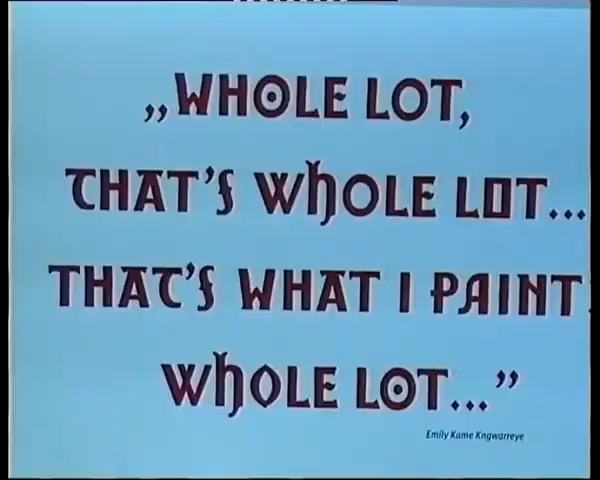 „WHOLE LOT,
THAT'S WHOLE LOT...
THAT'S WHAT I PAINT
WHOLE LOT..."
Emily Kame Kngwarreye